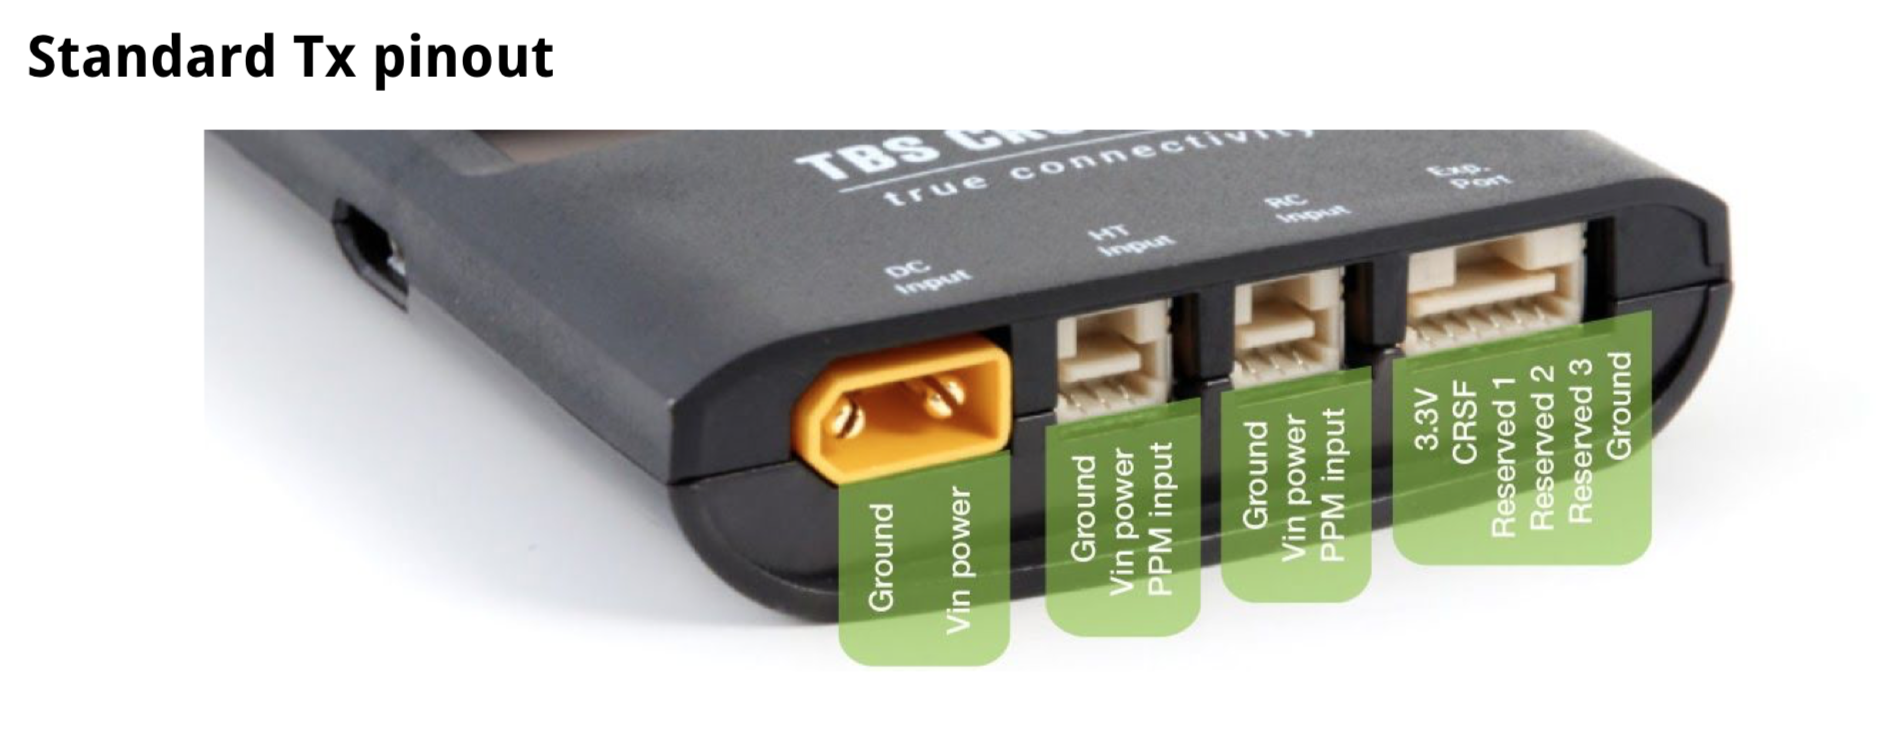 Standard Tx pinout
TBS
true connectivity
DC
Input
HT
Input
RC
Input
Exp.
Port
Ground
Vin power
Ground
Vin power
PPM input
Ground
Vin power
PPM input
3.3V
CRSF
Reserved 1
Reserved 2
Reserved 3
Ground